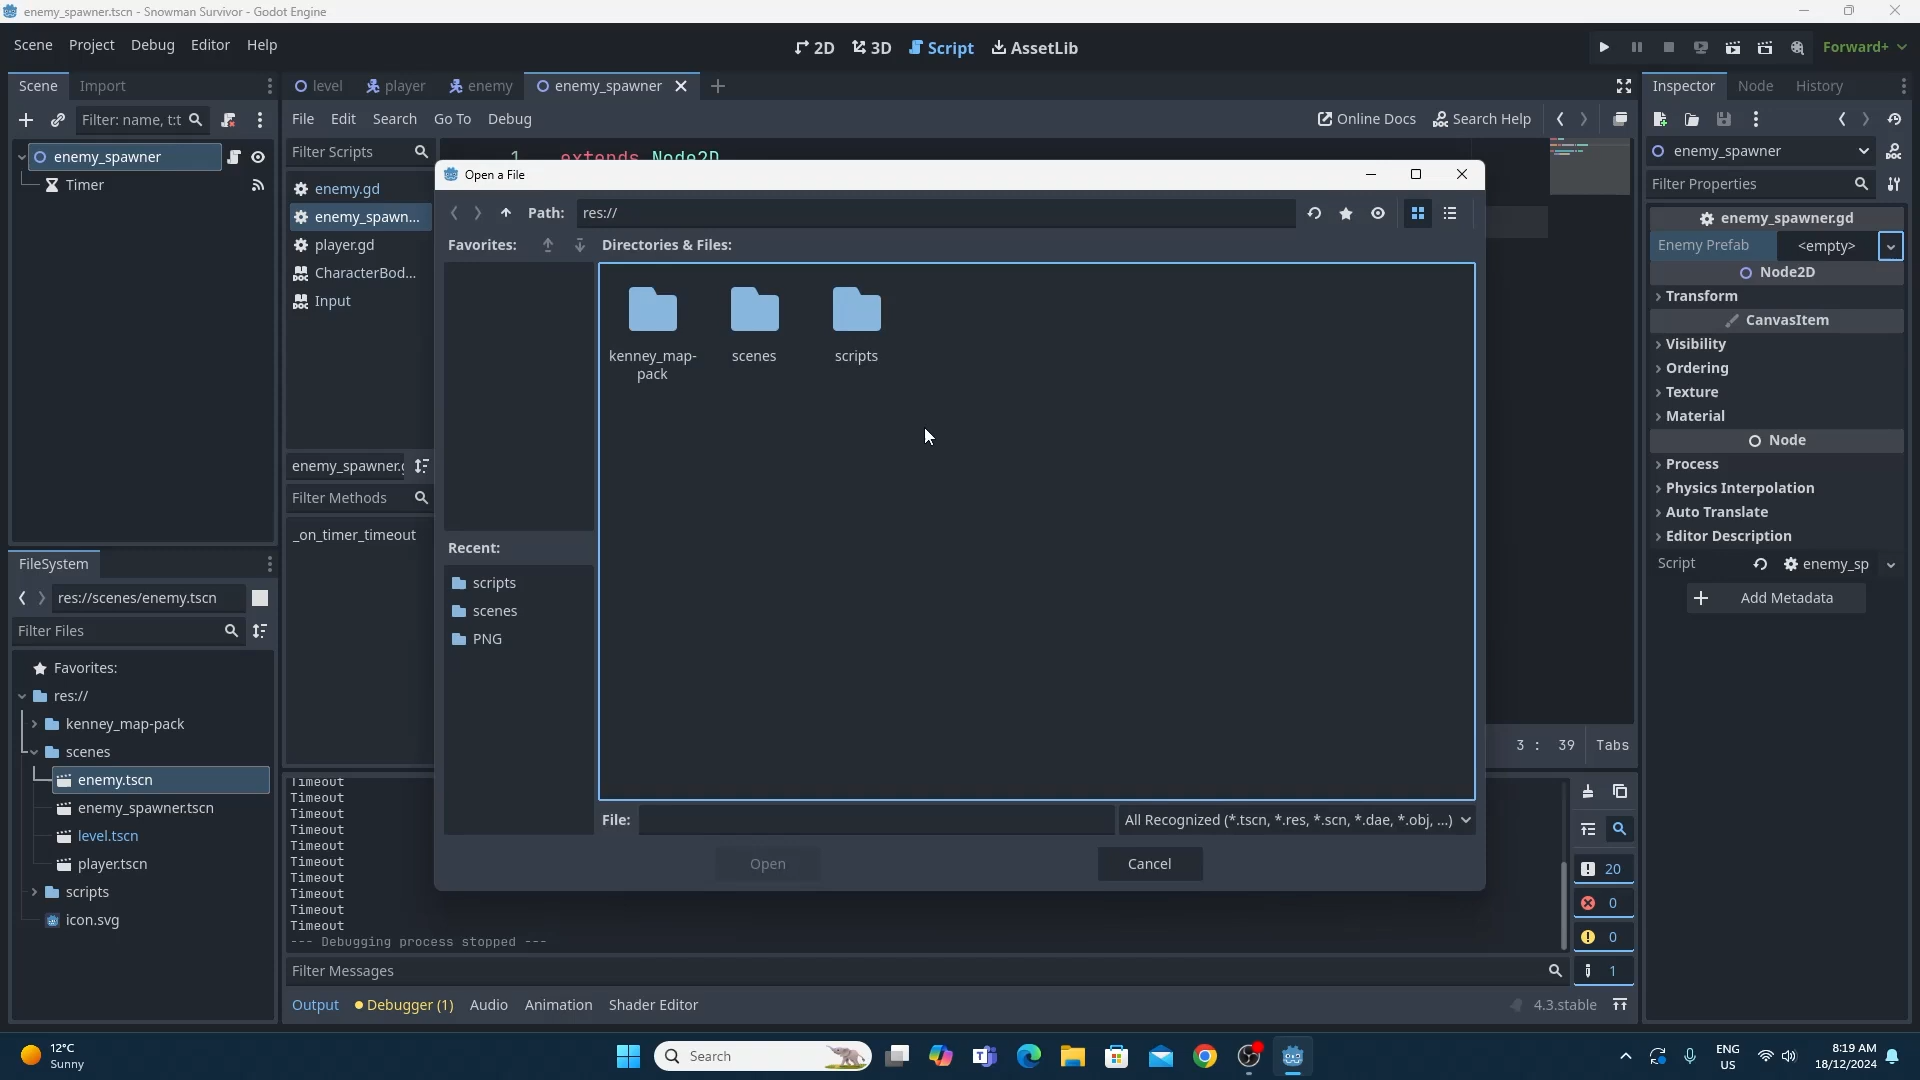 enemy_spawner.tscn - Snowman Survivor - Godot Engine
Scene Project Debug Editor Help
2D 3D Script AssetLib
Forward+
Scene Import
level player enemy enemy_spawner
Inspector Node History
Filter: name, t:t
File Edit Search Go To Debug
Online Docs Search Help
enemy_spawner
Timer
Filter Scripts
1 extends Node2D
enemy.gd
enemy_spawn...
player.gd
CharacterBod...
Input
enemy_spawner.g
Filter Methods
_on_timer_timeout
Open a File
Path: res://
Favorites:
Directories & Files:
kenney_map-
pack
scenes
scripts
Recent:
scripts
scenes
PNG
File:
All Recognized (*.tscn, *.res, *.scn, *.dae, *.obj, ...)
Open
Cancel
enemy_spawner
Filter Properties
enemy_spawner.gd
Enemy Prefab <empty>
Node2D
Transform
CanvasItem
Visibility
Ordering
Texture
Material
Node
Process
Physics Interpolation
Auto Translate
Editor Description
Script enemy_sp
Add Metadata
FileSystem
res://scenes/enemy.tscn
Filter Files
Favorites:
res://
kenney_map-pack
scenes
enemy.tscn
enemy_spawner.tscn
level.tscn
player.tscn
scripts
icon.svg
3 : 39 Tabs
Timeout
Timeout
Timeout
Timeout
Timeout
Timeout
Timeout
Timeout
Timeout
Timeout
--- Debugging process stopped ---
20
0
0
1
Filter Messages
Output Debugger (1) Audio Animation Shader Editor
4.3.stable
12°C
Sunny
Search
ENG
US
8:19 AM
18/12/2024